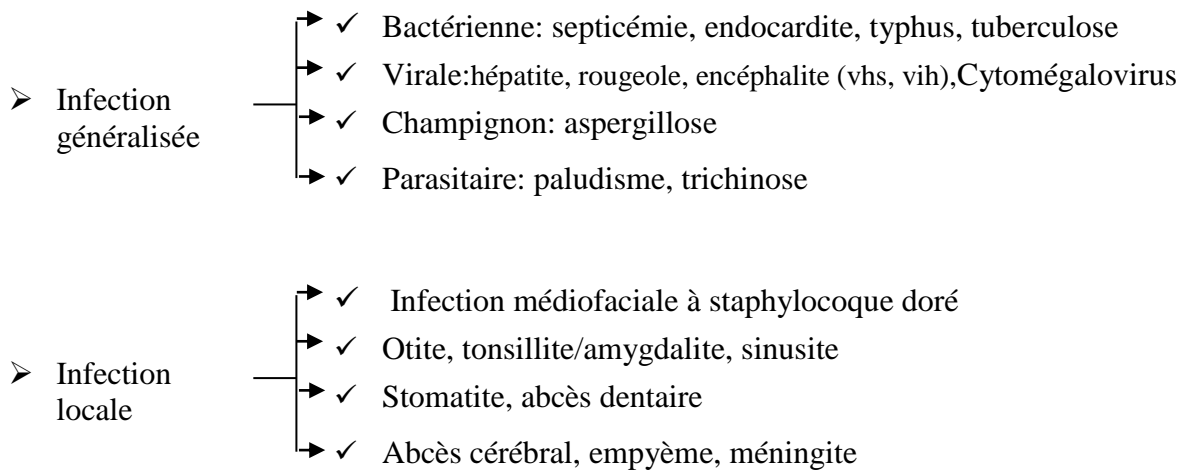 ✓ Bactérienne: septicémie, endocardite, typhus, tuberculose
✓ Virale:hépatite, rougeole, encéphalite (vhs, vih),Cytomégalovirus
➢ Infection
généralisée
✓ Champignon: aspergillose
✓ Parasitaire: paludisme, trichinose
✓ Infection médiofaciale à staphylocoque doré
✓ Otite, tonsillite/amygdalite, sinusite
➢ Infection
locale
✓ Stomatite, abcès dentaire
✓ Abcès cérébral, empyème, méningite